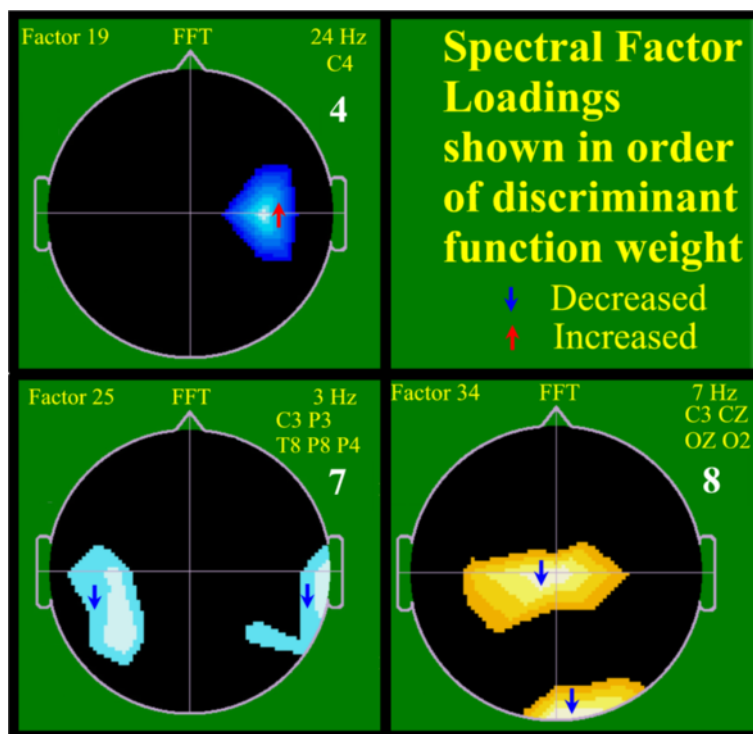 Factor 19 FFT 24 Hz
C4
4
Spectral Factor
Loadings
shown in order
of discriminant
function weight
Decreased
Increased
Factor 25 FFT 3 Hz
C3 P3
T8 P8 P4
7
Factor 34 FFT 7 Hz
C3 CZ
OZ O2
8